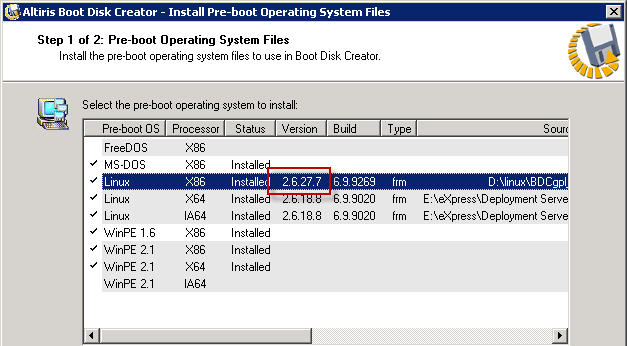 Altiris Boot Disk Creator - Install Pre-boot Operating System Files
Step 1 of 2: Pre-boot Operating System Files
Install the pre-boot operating system files to use in Boot Disk Creator.
Select the pre-boot operating system to install:
Pre-boot OS Processor Status Version Build Type Sourc
FreeDOS X86
MS-DOS X86 Installed
Linux X86 Installed 2.6.27.7 6.9.9269 frm D:\linux\BDCgpl_
Linux X64 Installed 2.6.18.8 6.9.9020 frm E:\eXpress\Deployment Serve
Linux IA64 Installed 2.6.18.8 6.9.9020 frm E:\eXpress\Deployment Serve
WinPE 1.6 X86 Installed
WinPE 2.1 X86 Installed
WinPE 2.1 X64 Installed
WinPE 2.1 IA64